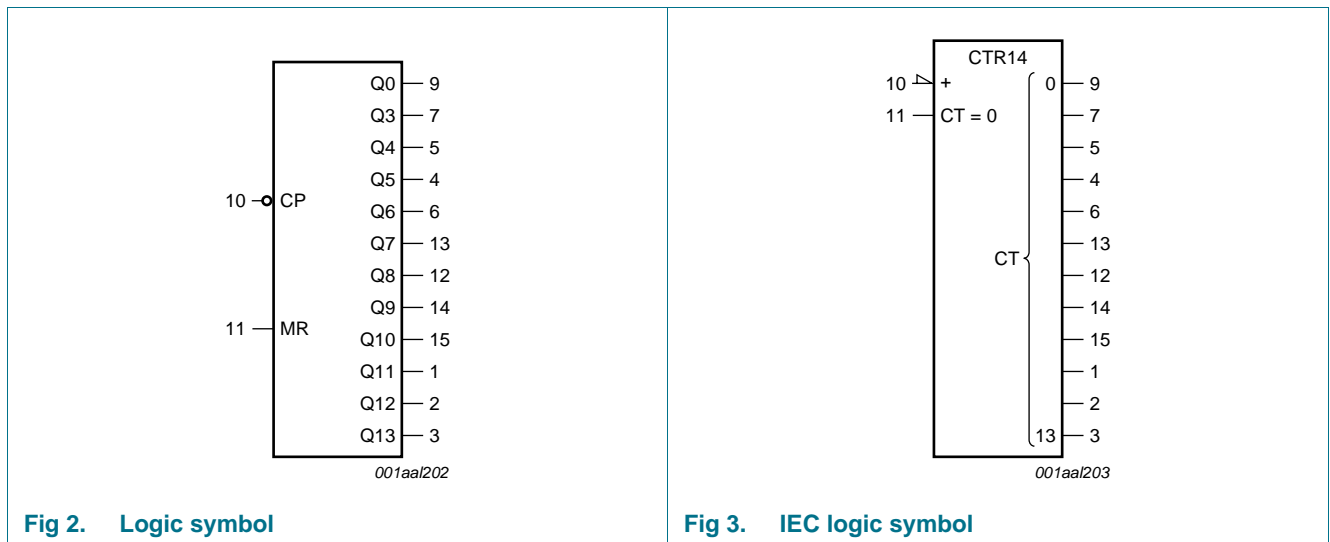 Q0 9
Q3 7
Q4 5
Q5 4
10 CP
Q6 6
Q7 13
Q8 12
Q9 14
11 MR
Q10 15
Q11 1
Q12 2
Q13 3
001aal202
Fig 2. Logic symbol
CTR14
10 + 0 9
11 CT = 0 7
5
4
6
13
CT
12
14
15
1
2
13 3
001aal203
Fig 3. IEC logic symbol